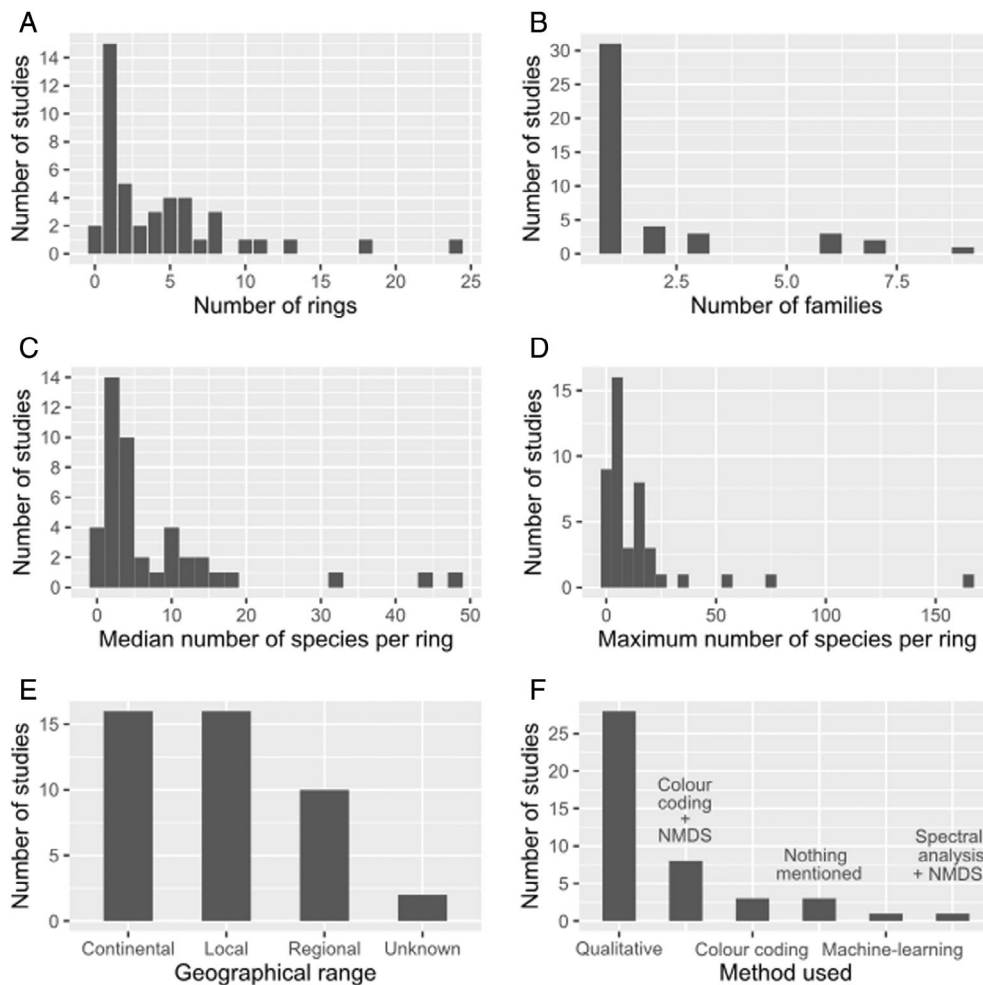 A
Number of studies
14
12
10
8
6
4
2
0
0 5 10 15 20 25
Number of rings
B
Number of studies
30
25
20
15
10
5
0
2.5 5.0 7.5
Number of families
C
Number of studies
14
12
10
8
6
4
2
0
0 10 20 30 40 50
Median number of species per ring
D
Number of studies
15
10
5
0
0 50 100 150
Maximum number of species per ring
E
Number of studies
15
10
5
0
Continental Local Regional Unknown
Geographical range
F
Number of studies
25
20
15
10
5
0
Colour
coding
+
NMDS
Nothing
mentioned
Spectral
analysis
+ NMDS
Qualitative Colour coding Machine-learning
Method used